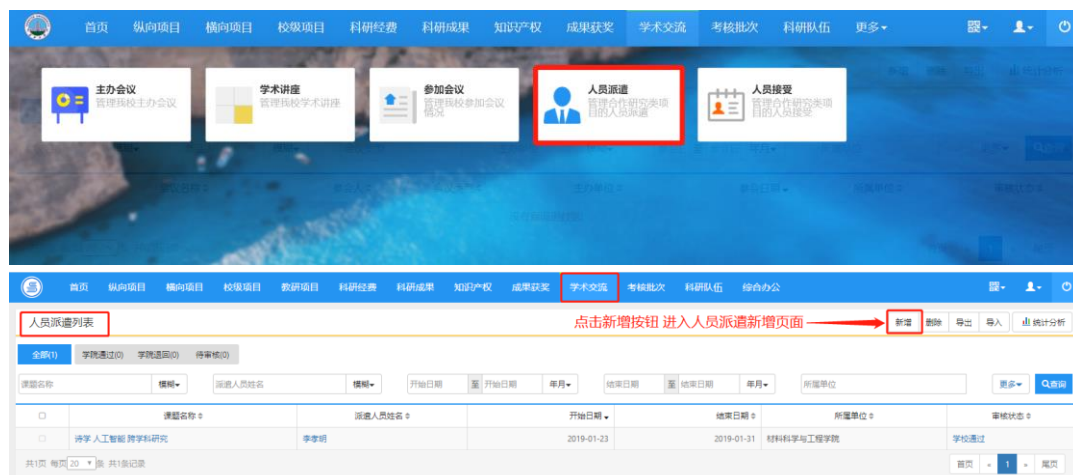 首页 纵向项目 横向项目 校级项目 科研经费 科研成果 知识产权 成果获奖 学术交流 考核批次 科研队伍 更多
主办会议
管理我校主办会议
学术讲座
管理我校学术讲座
参加会议
管理我校参加会议
情况
人员派遣
管理合作研究类项
目的人员派遣
人员接受
管理合作研究类项
目的人员接受
首页 纵向项目 横向项目 校级项目 教研项目 科研经费 科研成果 知识产权 成果获奖 学术交流 考核批次 科研队伍 综合办公
人员派遣列表 点击新增按钮 进入人员派遣新增页面 新增 删除 导出 导入 统计分析
全部(1) 学院通过(0) 学院退回(0) 待审核(0)
课题名称 模糊 派遣人员姓名 模糊 开始日期 至 开始日期 年月 结束日期 至 结束日期 年月 所属单位 更多 查询
课题名称 派遣人员姓名 开始日期 结束日期 所属单位 审核状态
诗学 人工智能 跨学科研究 李孝明 2019-01-23 2019-01-31 材料科学与工程学院 学校通过
共1页 每页 20 条 共1条记录 首页 « 1 » 尾页